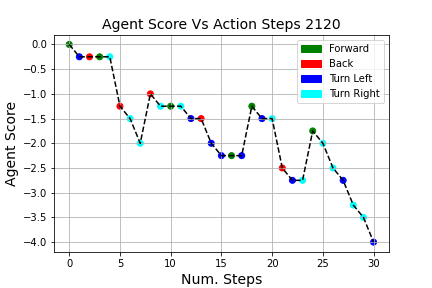 Agent Score Vs Action Steps 2120
Agent Score
0.0
−0.5
−1.0
−1.5
−2.0
−2.5
−3.0
−3.5
−4.0
Forward
Back
Turn Left
Turn Right
0 5 10 15 20 25 30
Num. Steps